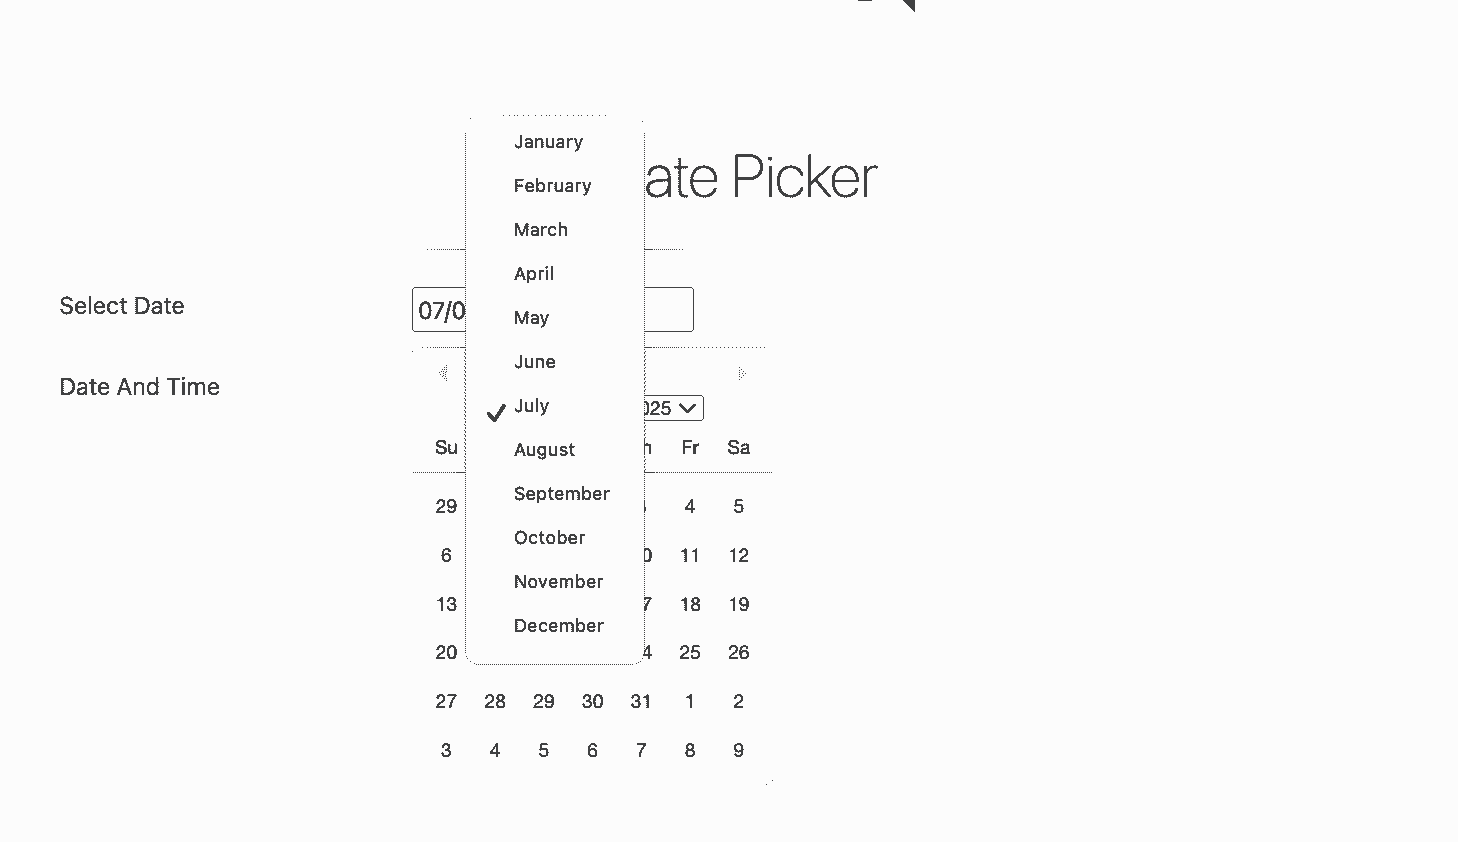 January
February
March
April
May
June
July
August
September
October
November
December
ate Picker
Select Date
07/0
Date And Time
025
Su Fr Sa
29 4 5
6 0 11 12
13 7 18 19
20 4 25 26
27 28 29 30 31 1 2
3 4 5 6 7 8 9